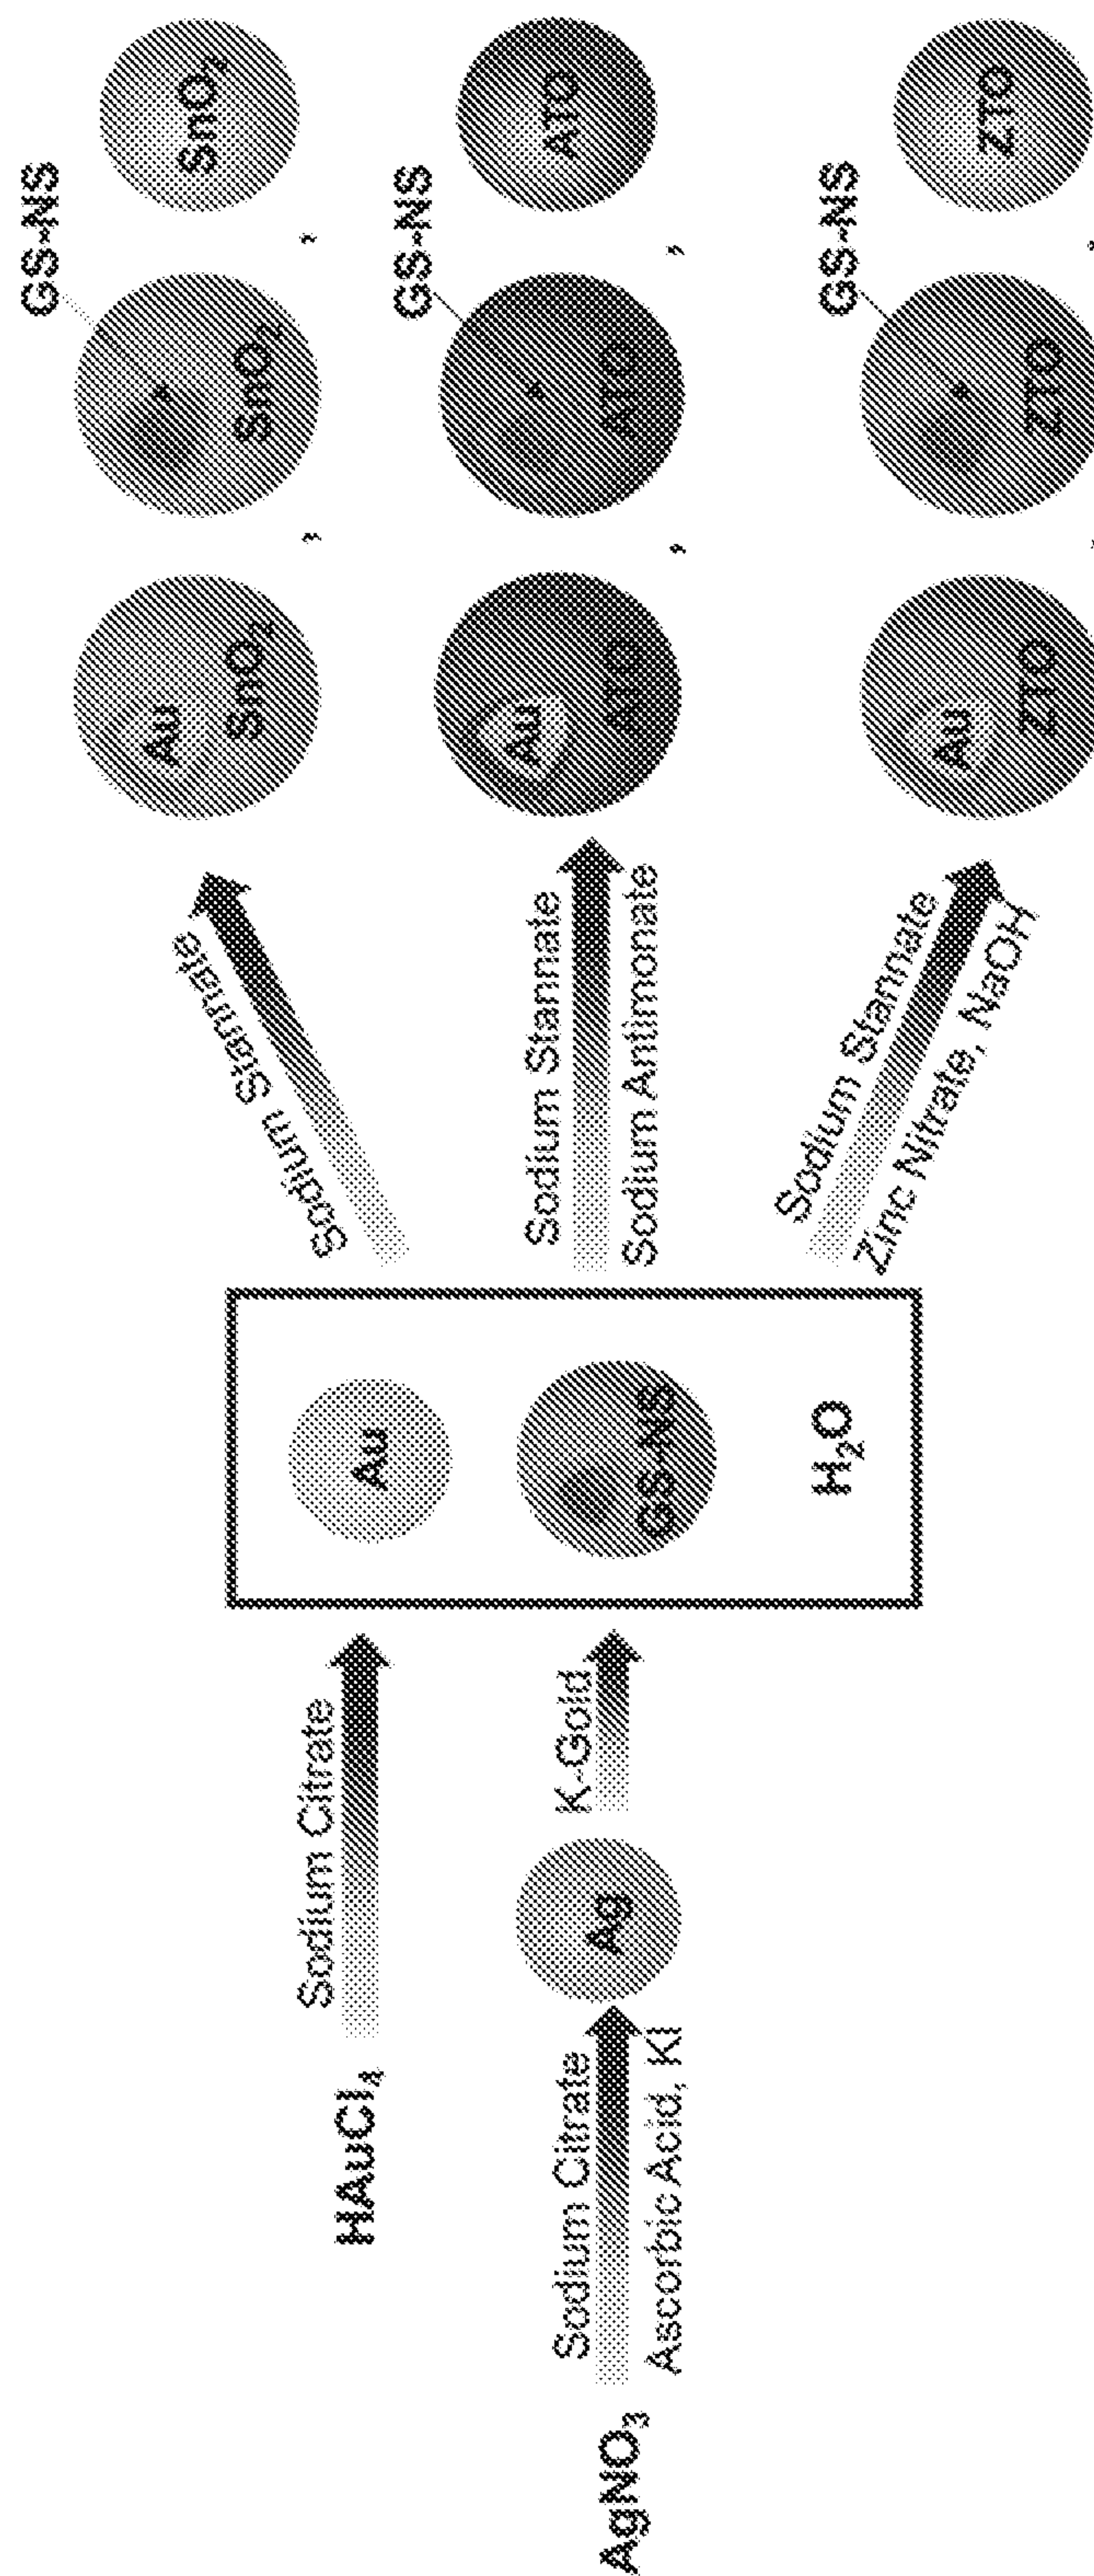 HAuCl₄
Sodium Citrate
AgNO₃
Sodium Citrate
Ascorbic Acid, KI
Ag
K-Gold
Au
GS-NS
H₂O
Sodium Stannate
Au
SnO₂
,
GS-NS
SnO₂
,
SnO₂
Sodium Stannate
Sodium Antimonate
Au
ATO
,
GS-NS
ATO
,
ATO
Sodium Stannate
Zinc Nitrate, NaOH
Au
ZTO
,
GS-NS
ZTO
,
ZTO